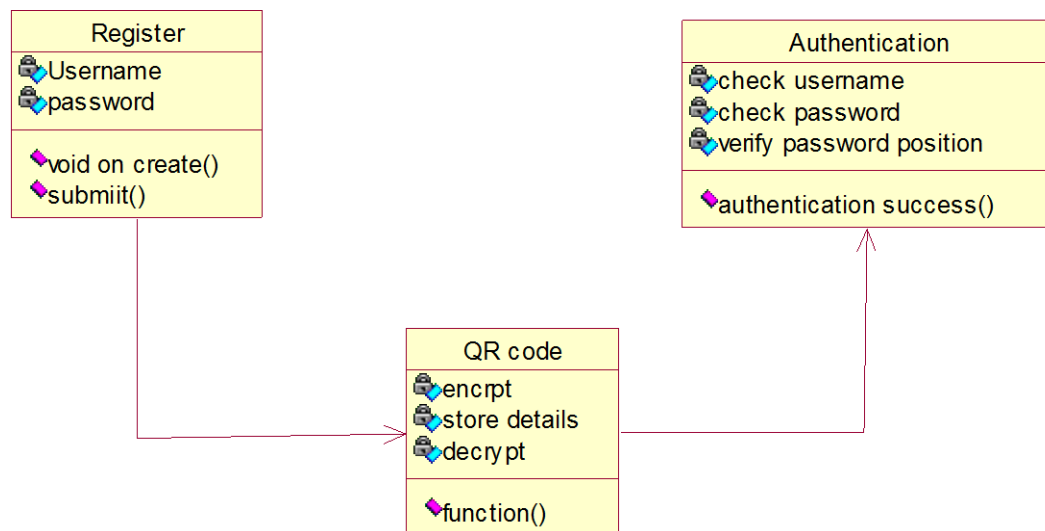 Register
Username
password
void on create()
submiit()
Authentication
check username
check password
verify password position
authentication success()
QR code
encrpt
store details
decrypt
function()